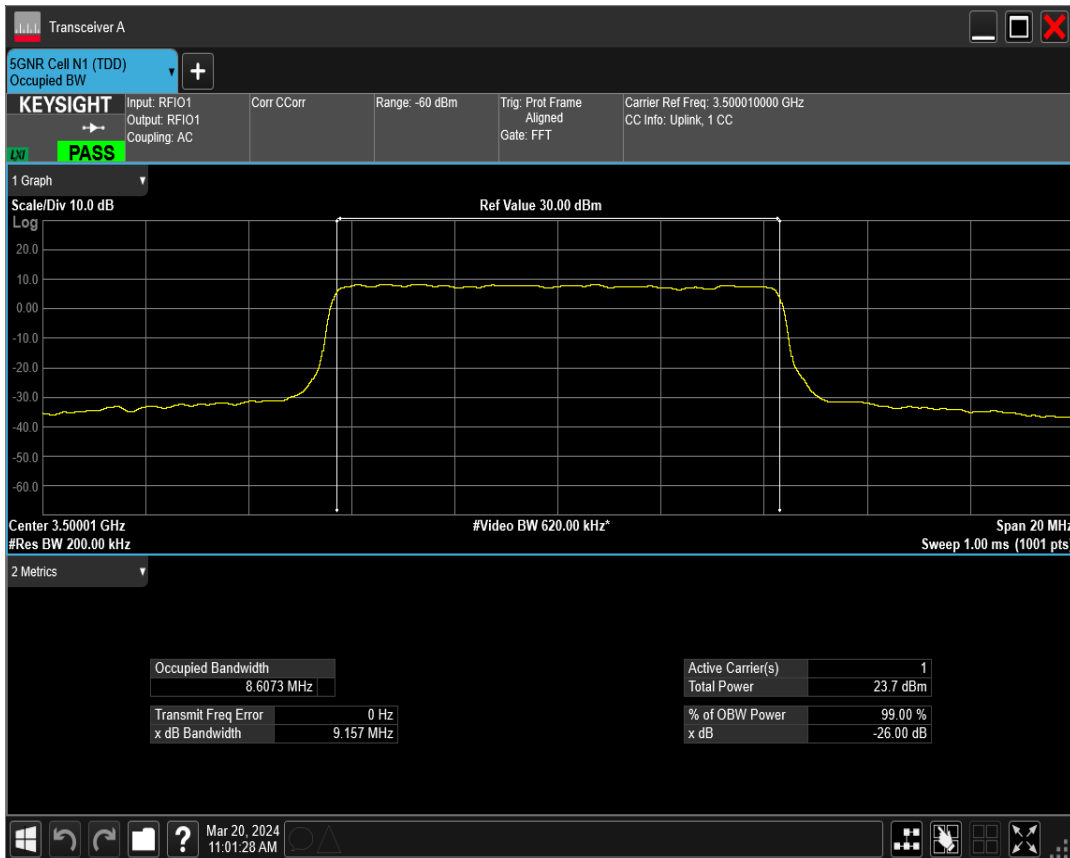 Transceiver A
5GNR Cell N1 (TDD)
Occupied BW
+
KEYSIGHT
LXI
PASS
Input: RFIO1
Output: RFIO1
Coupling: AC
Corr CCorr
Range: -60 dBm
Trig: Prot Frame
Aligned
Gate: FFT
Carrier Ref Freq: 3.500010000 GHz
CC Info: Uplink, 1 CC
1 Graph
Scale/Div 10.0 dB
Ref Value 30.00 dBm
Log
20.0
10.0
0.00
-10.0
-20.0
-30.0
-40.0
-50.0
-60.0
Center 3.50001 GHz
#Video BW 620.00 kHz*
Span 20 MHz
#Res BW 200.00 kHz
Sweep 1.00 ms (1001 pts)
2 Metrics
Occupied Bandwidth
8.6073 MHz
Transmit Freq Error 0 Hz
x dB Bandwidth 9.157 MHz
Active Carrier(s) 1
Total Power 23.7 dBm
% of OBW Power 99.00 %
x dB -26.00 dB
?
Mar 20, 2024
11:01:28 AM